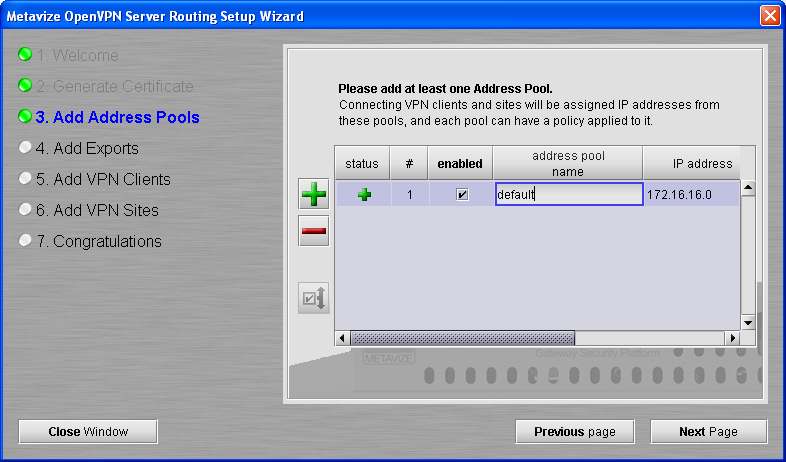 Metavize OpenVPN Server Routing Setup Wizard
1. Welcome
2. Generate Certificate
3. Add Address Pools
4. Add Exports
5. Add VPN Clients
6. Add VPN Sites
7. Congratulations
Please add at least one Address Pool.
Connecting VPN clients and sites will be assigned IP addresses from
these pools, and each pool can have a policy applied to it.
status # enabled address pool name IP address
1 default 172.16.16.0
METAVIZE Gateway Security Platform
Close Window Previous page Next Page